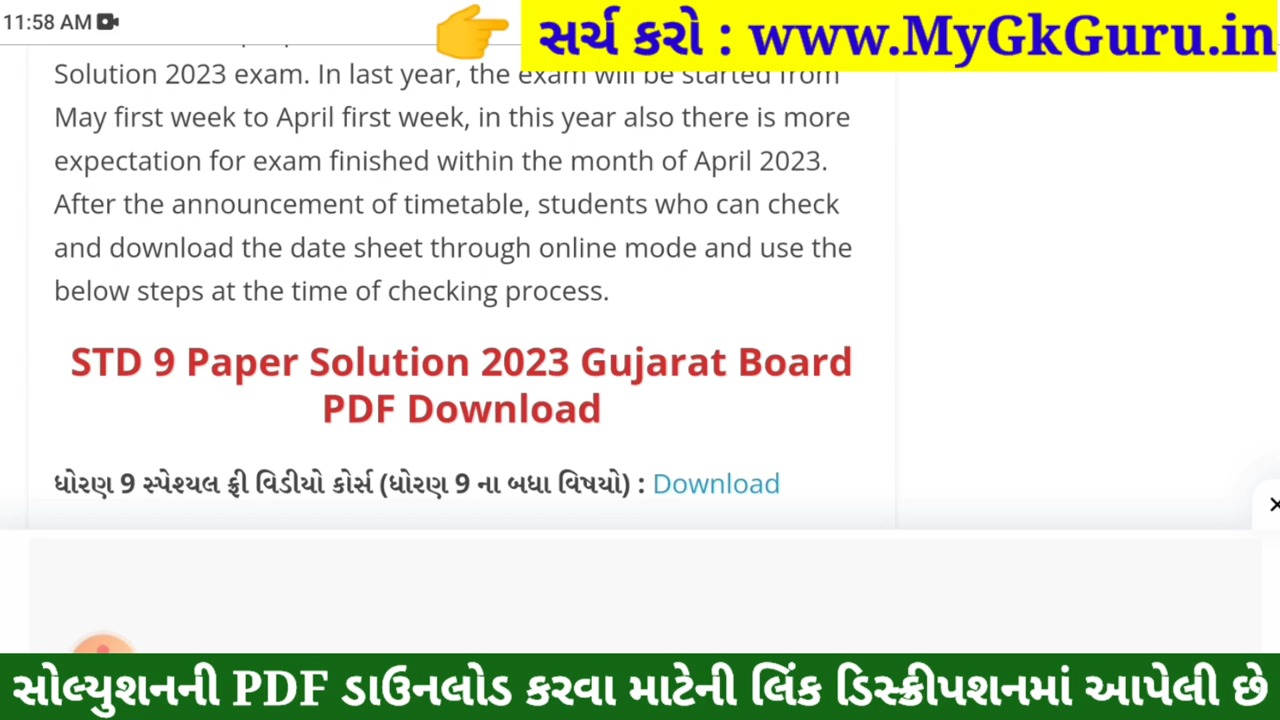 11:58 AM
સર્ચ કરો : www.MyGkGuru.in
Solution 2023 exam. In last year, the exam will be started from
May first week to April first week, in this year also there is more
expectation for exam finished within the month of April 2023.
After the announcement of timetable, students who can check
and download the date sheet through online mode and use the
below steps at the time of checking process.
STD 9 Paper Solution 2023 Gujarat Board
PDF Download
ધોરણ 9 સ્પેશ્યલ ફ્રી વિડીયો કોર્સ (ધોરણ 9 ના બધા વિષયો) : Download
સોલ્યુશનની PDF ડાઉનલોડ કરવા માટેની લિંક ડિસ્ક્રીપશનમાં આપેલી છે